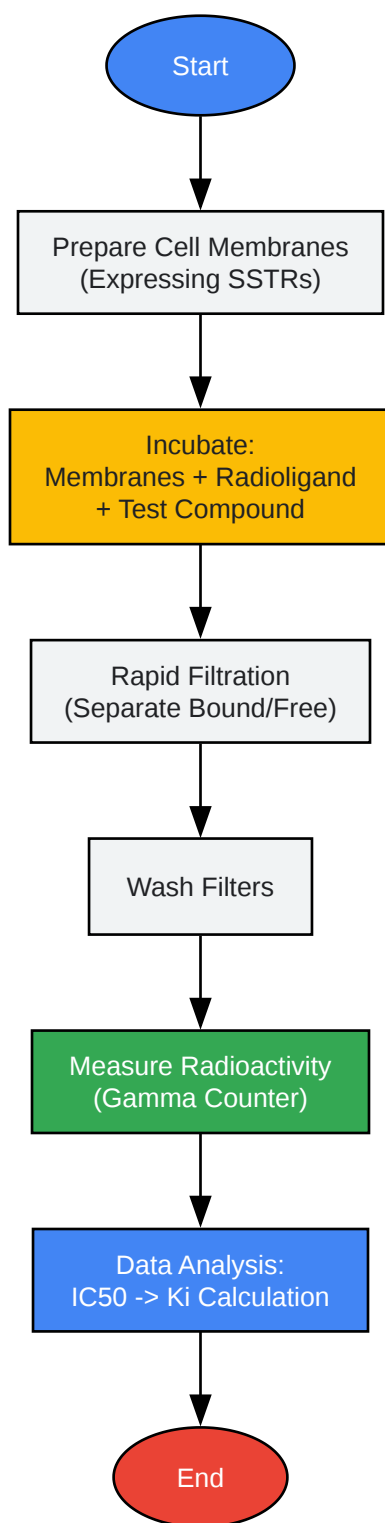 Start
Prepare Cell Membranes
(Expressing SSTRs)
Incubate:
Membranes + Radioligand
+ Test Compound
Rapid Filtration
(Separate Bound/Free)
Wash Filters
Measure Radioactivity
(Gamma Counter)
Data Analysis:
IC50 -> Ki Calculation
End